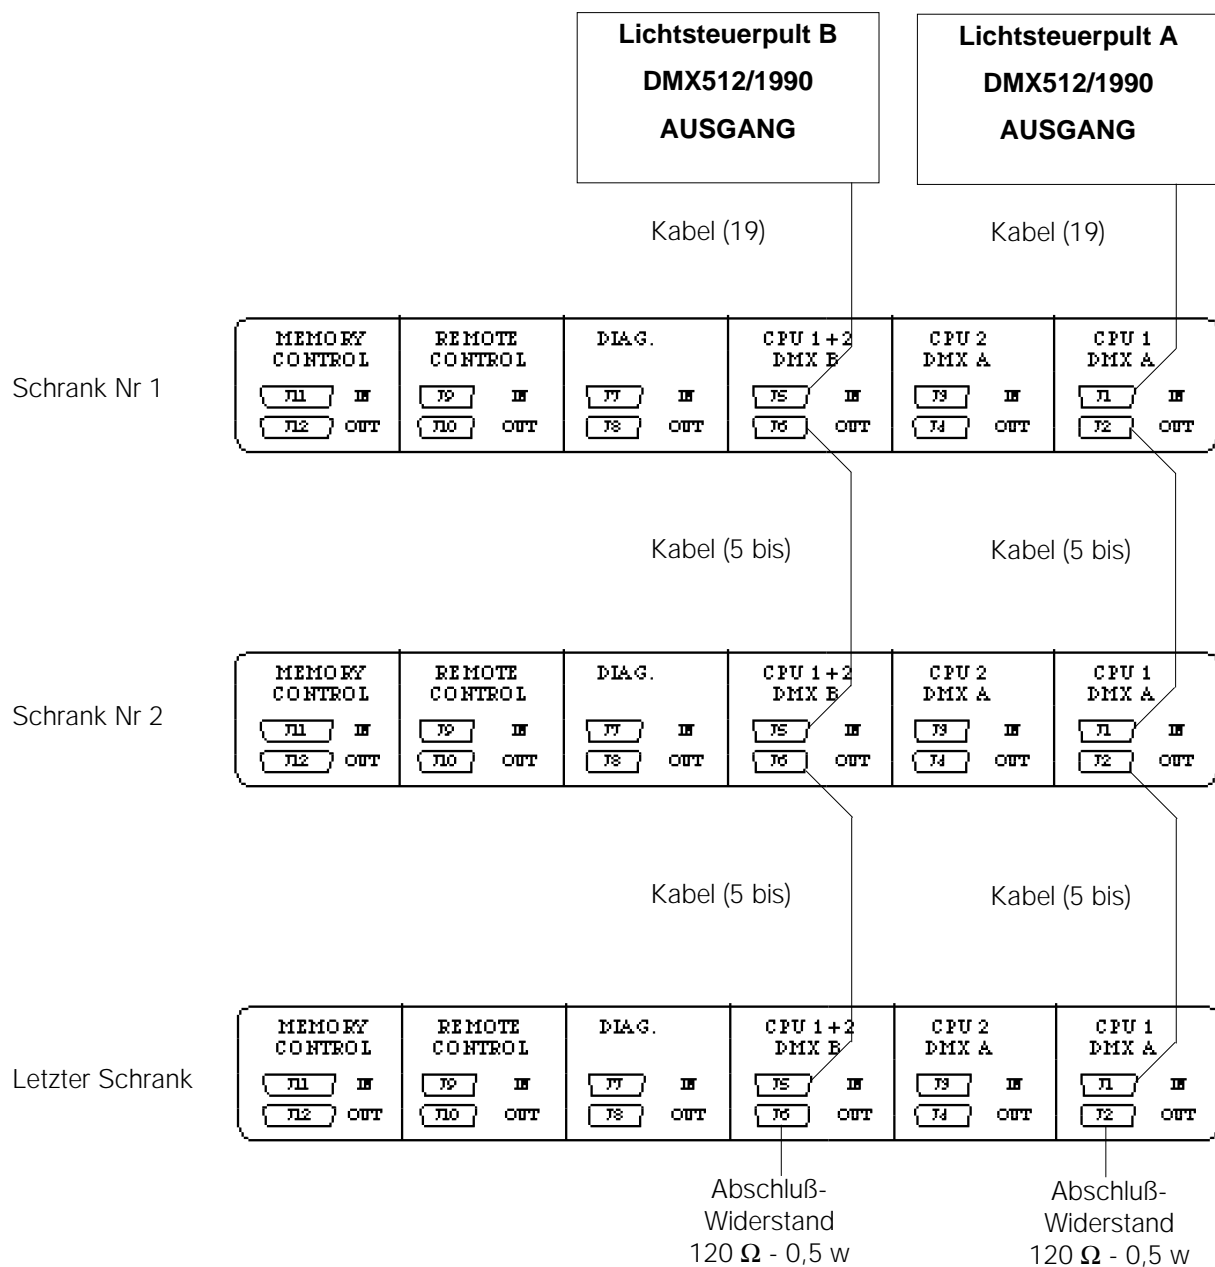 Lichtsteuerpult B
DMX512/1990
AUSGANG
Lichtsteuerpult A
DMX512/1990
AUSGANG
Kabel (19)
Kabel (19)
Schrank Nr 1
MEMORY
CONTROL
J11 IN
J12 OUT
REMOTE
CONTROL
J9 IN
J10 OUT
DIAG.
J7 IN
J8 OUT
CPU 1+2
DMX B
J5 IN
J6 OUT
CPU 2
DMX A
J3 IN
J4 OUT
CPU 1
DMX A
J1 IN
J2 OUT
Kabel (5 bis)
Kabel (5 bis)
Schrank Nr 2
MEMORY
CONTROL
J11 IN
J12 OUT
REMOTE
CONTROL
J9 IN
J10 OUT
DIAG.
J7 IN
J8 OUT
CPU 1+2
DMX B
J5 IN
J6 OUT
CPU 2
DMX A
J3 IN
J4 OUT
CPU 1
DMX A
J1 IN
J2 OUT
Kabel (5 bis)
Kabel (5 bis)
Letzter Schrank
MEMORY
CONTROL
J11 IN
J12 OUT
REMOTE
CONTROL
J9 IN
J10 OUT
DIAG.
J7 IN
J8 OUT
CPU 1+2
DMX B
J5 IN
J6 OUT
CPU 2
DMX A
J3 IN
J4 OUT
CPU 1
DMX A
J1 IN
J2 OUT
Abschluß-
Widerstand
120 Ω - 0,5 w
Abschluß-
Widerstand
120 Ω - 0,5 w